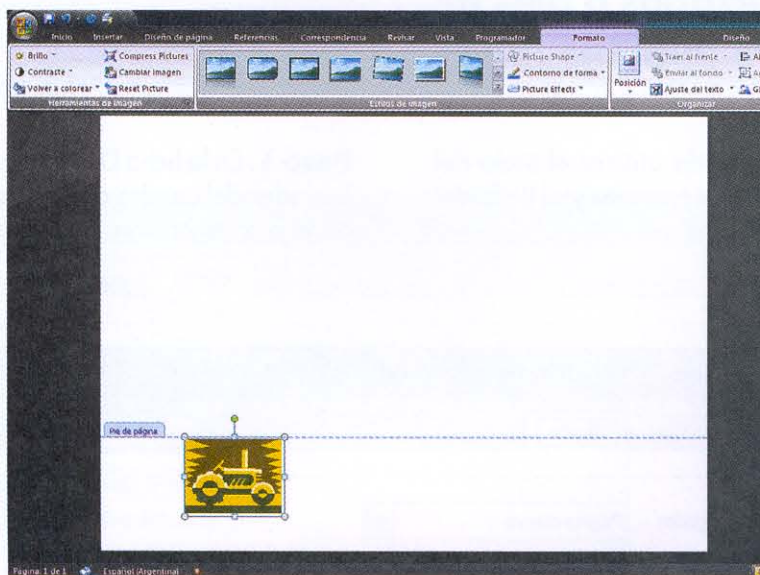 Inicio Insertar Diseño de página Referencias Correspondencia Revisar Vista Programador Formato Diseño
Brillo Compress Pictures Picture Shape Traer al frente
Contraste Cambiar imagen Contorno de forma Enviar al fondo
Volver a colorear Reset Picture Picture Effects Posición Ajuste del texto
Herramientas de imagen Estilos de imagen Organizar
Pie de página
Página: 1 de 1 Español (Argentina)